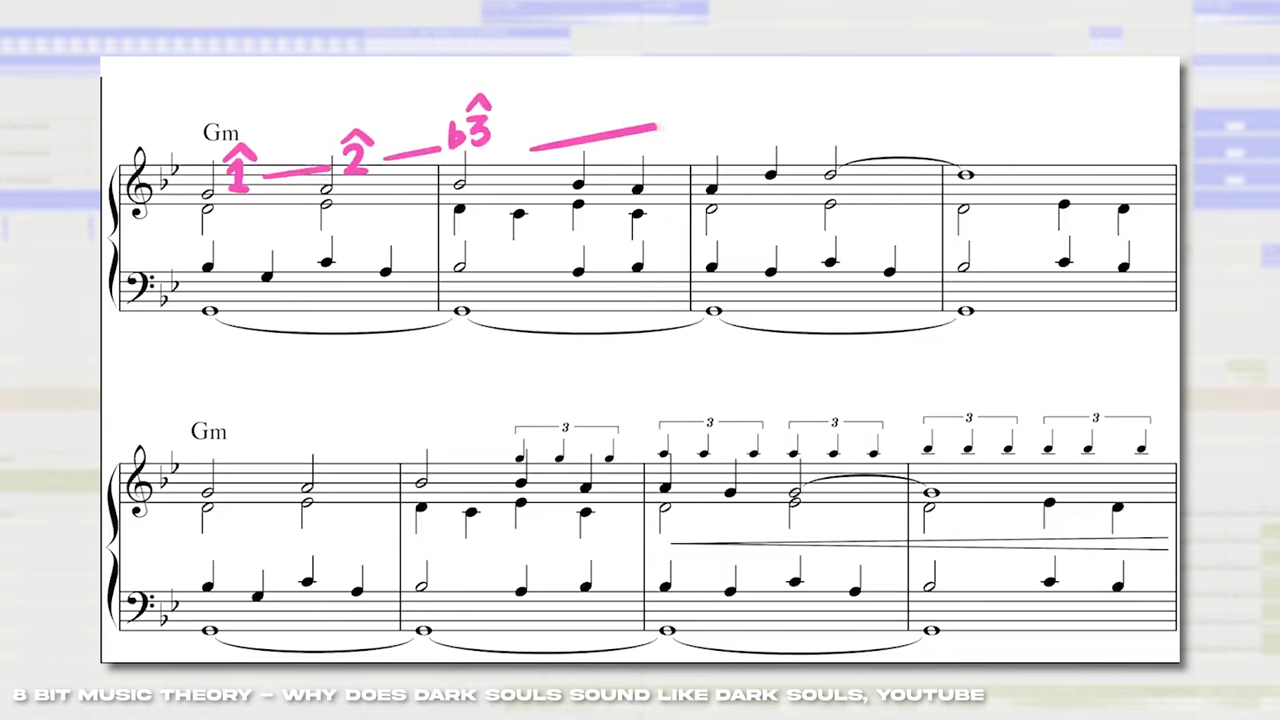 Gm
1̂ 2̂ ♭3̂
Gm
3 3 3 3 3
8 BIT MUSIC THEORY – WHY DOES DARK SOULS SOUND LIKE DARK SOULS, YOUTUBE